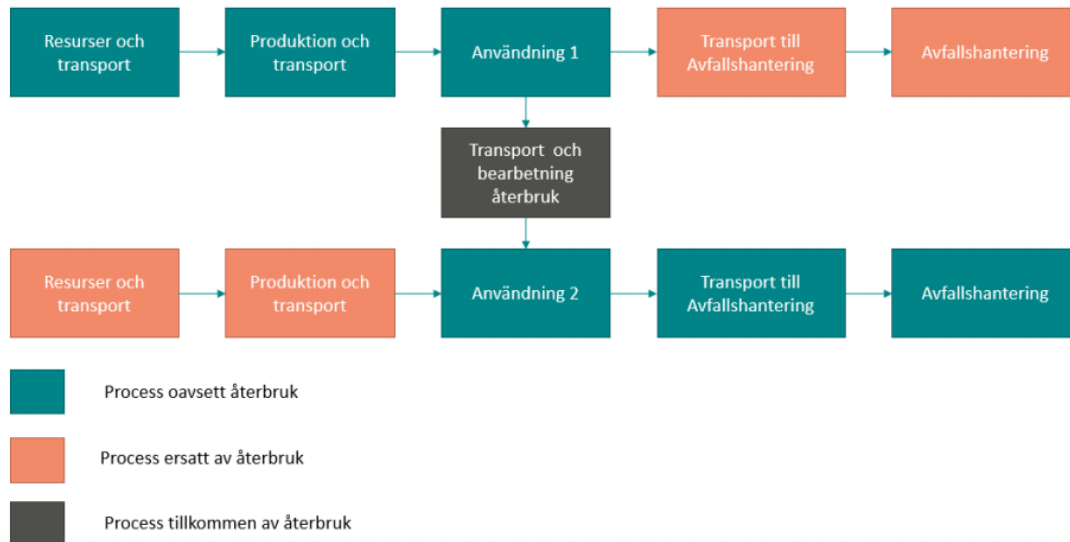 Resurser och
transport
Produktion och
transport
Användning 1
Transport till
Avfallshantering
Avfallshantering
Transport och
bearbetning
återbruk
Resurser och
transport
Produktion och
transport
Användning 2
Transport till
Avfallshantering
Avfallshantering
Process oavsett återbruk
Process ersatt av återbruk
Process tillkommen av återbruk